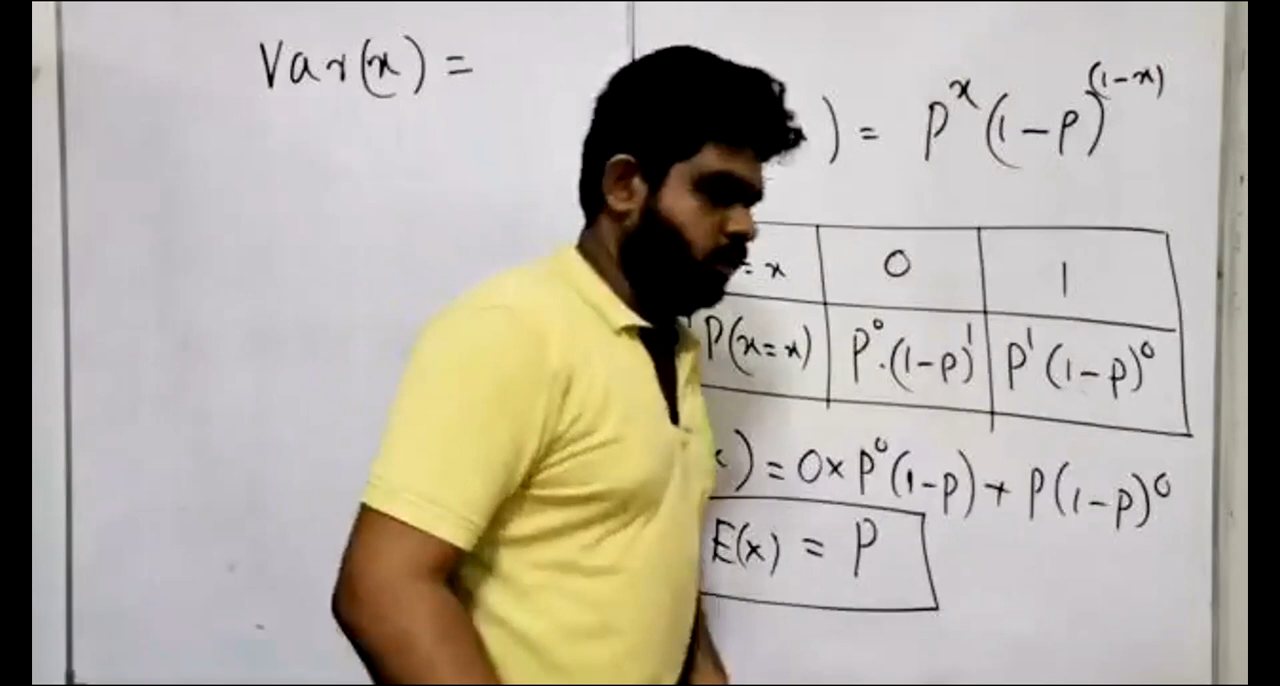 Var(x) =
) = P^x (1-P)^(1-x)
= x | 0 | 1
P(x=x) | P^0 . (1-P)^1 | P^1 (1-P)^0
) = 0 x P^0 (1-P) + P(1-P)^0
E(x) = P